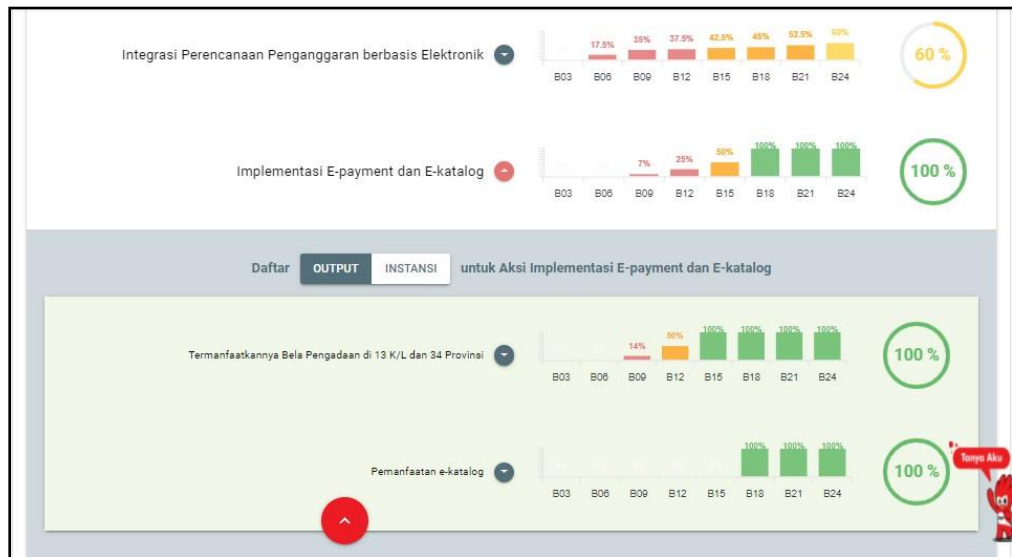 17.5% 35% 37.5% 42.5% 45% 52.5% 60%
Integrasi Perencanaan Penganggaran berbasis Elektronik
B03 B06 B09 B12 B15 B18 B21 B24
60 %
7% 25% 50% 100% 100% 100%
Implementasi E-payment dan E-katalog
B03 B06 B09 B12 B15 B18 B21 B24
100 %
Daftar OUTPUT INSTANSI untuk Aksi Implementasi E-payment dan E-katalog
14% 50% 100% 100% 100% 100%
Termanfaatkannya Bela Pengadaan di 13 K/L dan 34 Provinsi
B03 B06 B09 B12 B15 B18 B21 B24
100 %
100% 100% 100%
Pemanfaatan e-katalog
B03 B06 B09 B12 B15 B18 B21 B24
100 %
Tanya Aku